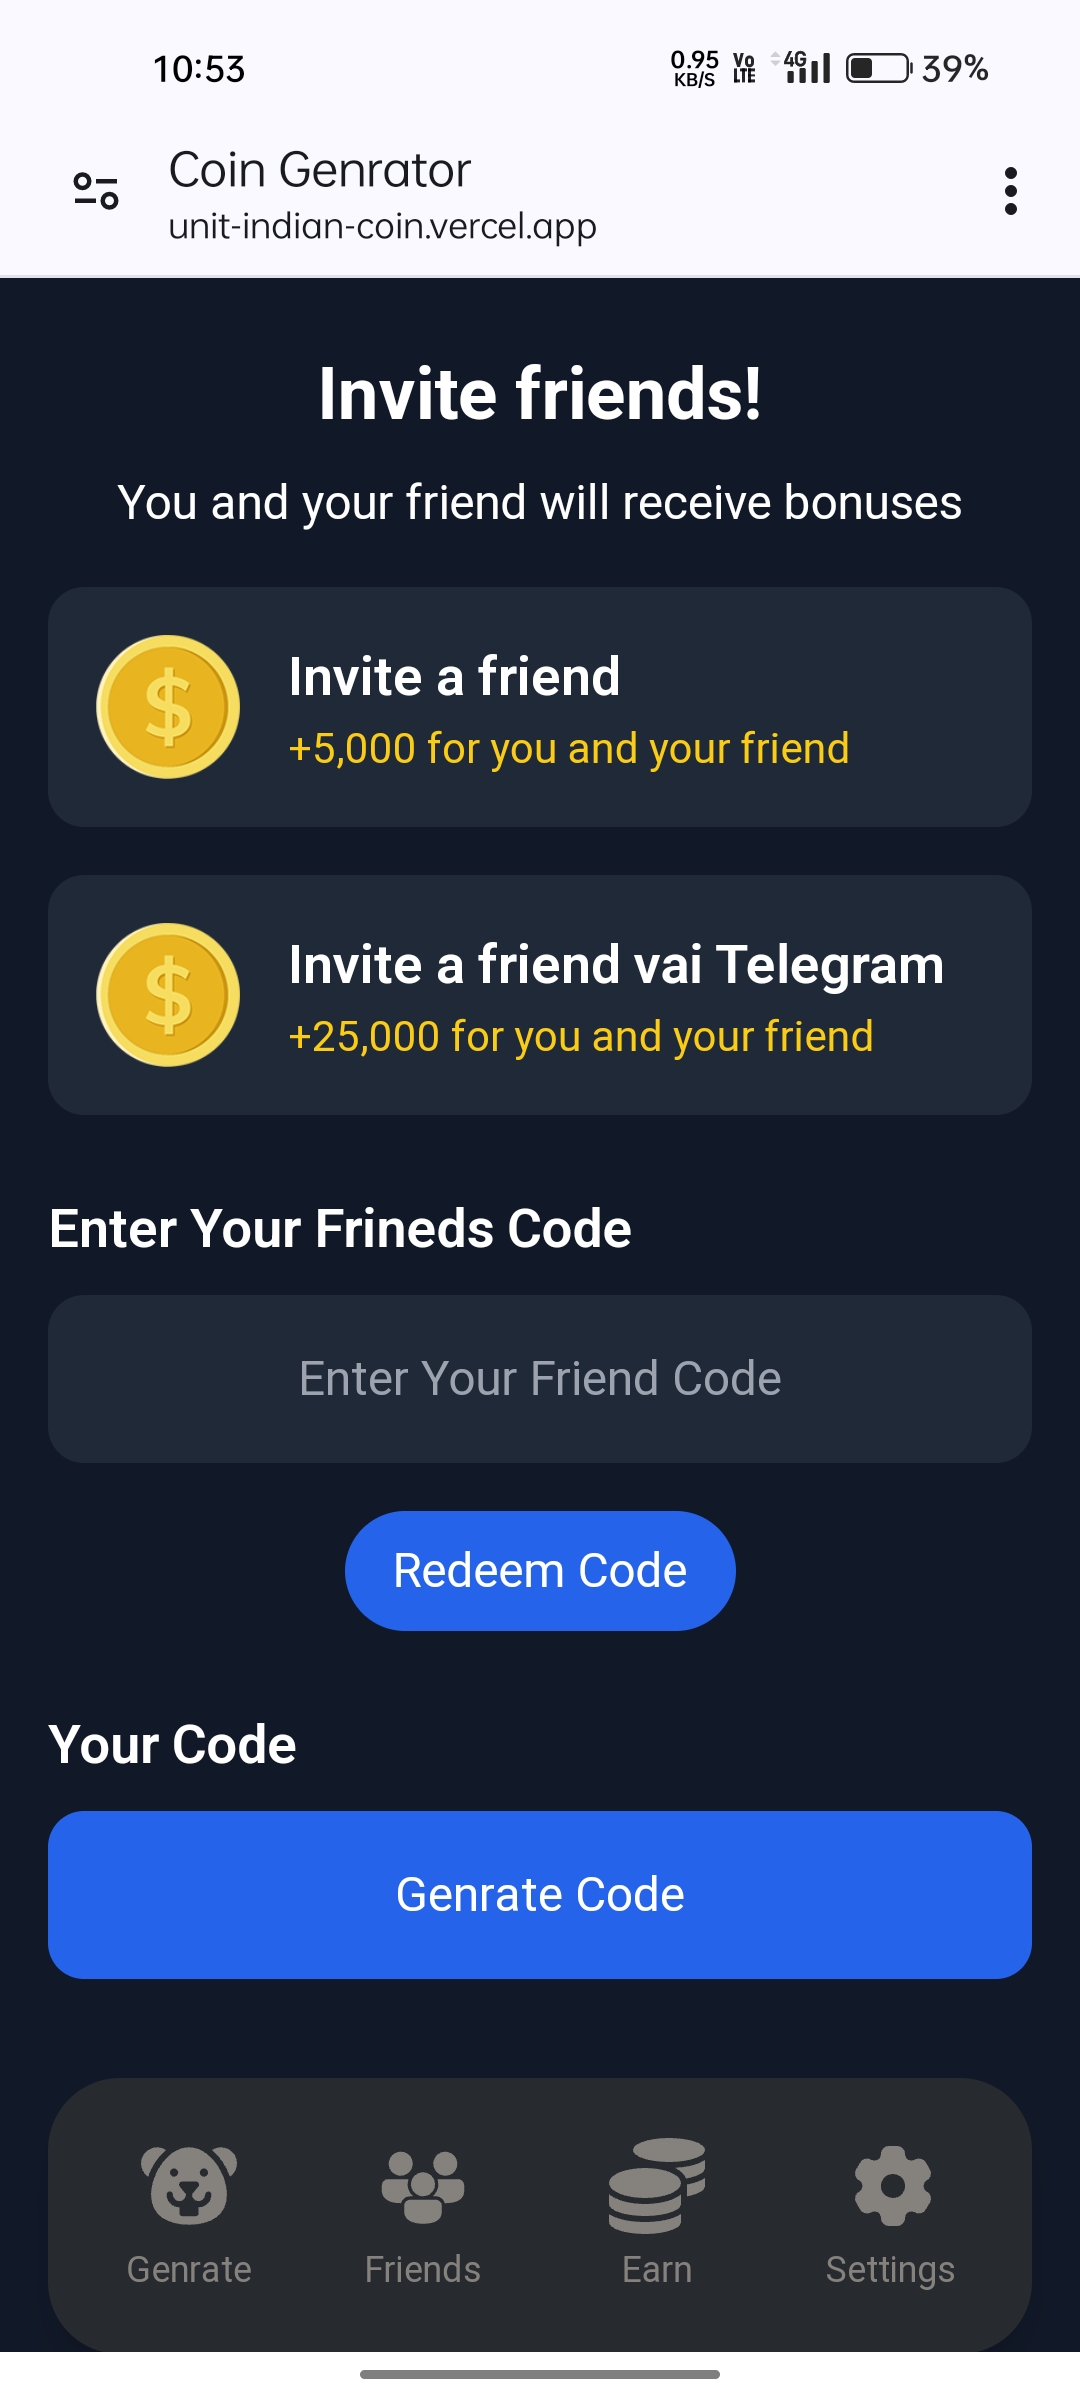 10:53
0.95 KB/S Vo LTE 4G 39%
Coin Genrator
unit-indian-coin.vercel.app
Invite friends!
You and your friend will receive bonuses
$
Invite a friend
+5,000 for you and your friend
$
Invite a friend vai Telegram
+25,000 for you and your friend
Enter Your Frineds Code
Enter Your Friend Code
Redeem Code
Your Code
Genrate Code
Genrate Friends Earn Settings